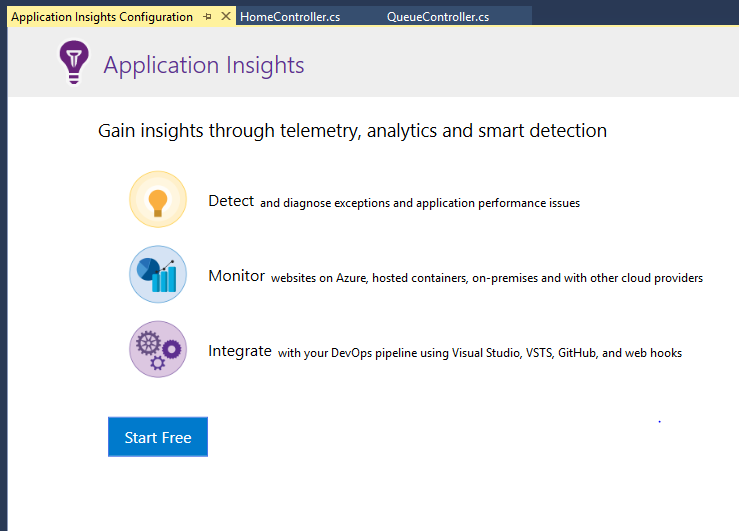 Application Insights Configuration HomeController.cs QueueController.cs
Application Insights
Gain insights through telemetry, analytics and smart detection
Detect and diagnose exceptions and application performance issues
Monitor websites on Azure, hosted containers, on-premises and with other cloud providers
Integrate with your DevOps pipeline using Visual Studio, VSTS, GitHub, and web hooks
Start Free